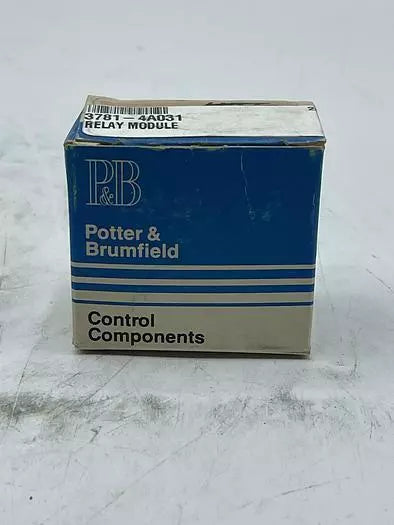 3781-4A031
RELAY MODULE
P&B
Potter &
Brumfield
Control
Components